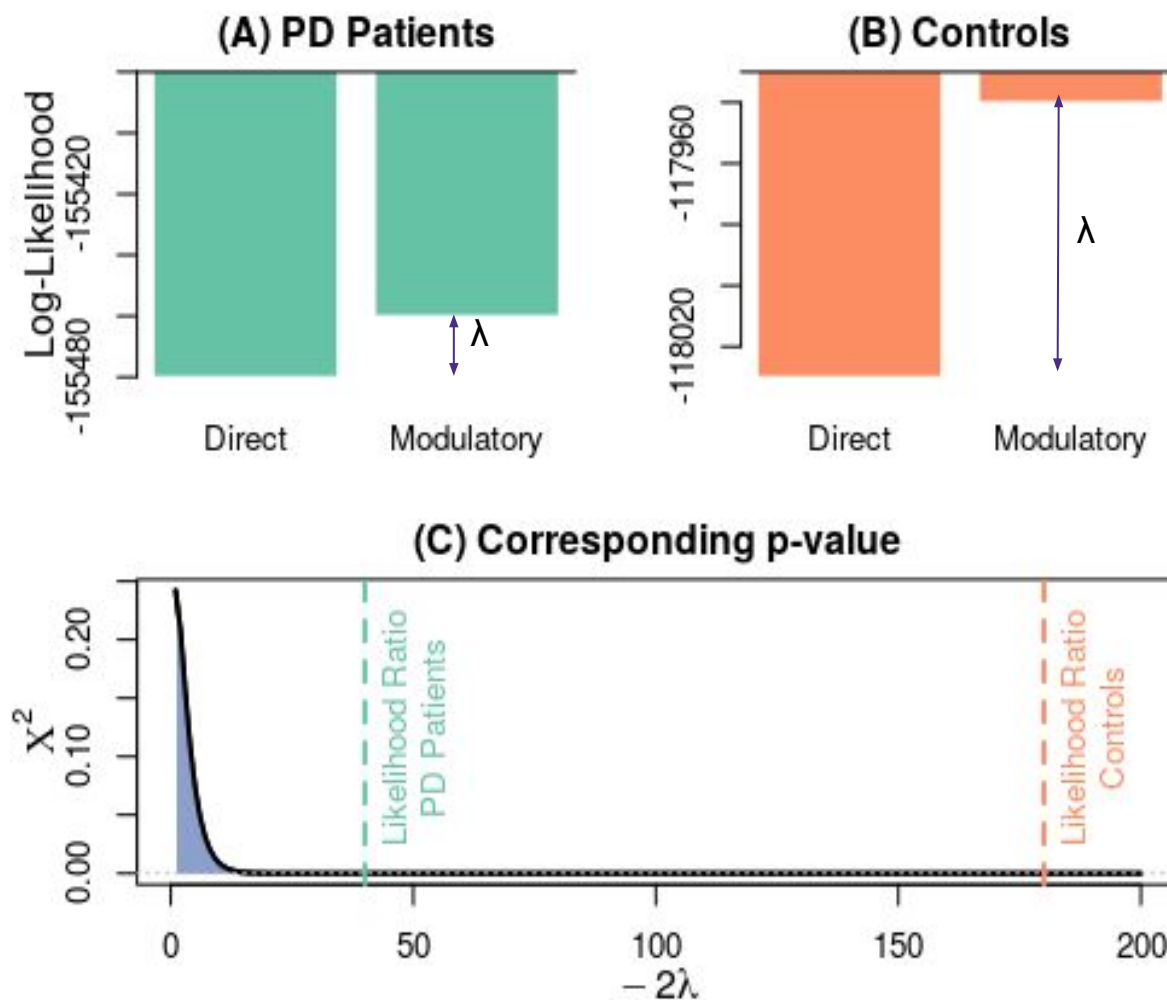 (A) PD Patients
Log-Likelihood
-155420
-155480
λ
Direct
Modulatory
(B) Controls
-117960
-118020
λ
Direct
Modulatory
(C) Corresponding p-value
X²
0.20
0.10
0.00
Likelihood Ratio
PD Patients
Likelihood Ratio
Controls
0
50
100
150
200
− 2λ